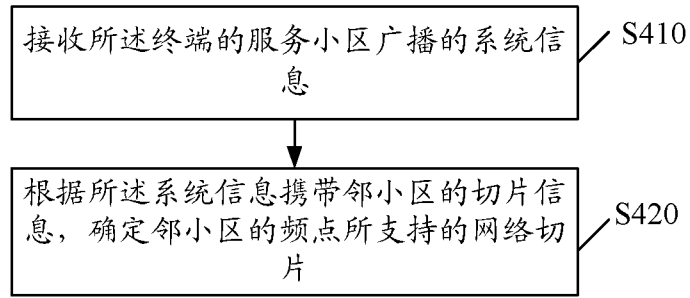 接收所述终端的服务小区广播的系统信
息
S410
根据所述系统信息携带邻小区的切片信
息，确定邻小区的频点所支持的网络切
片
S420